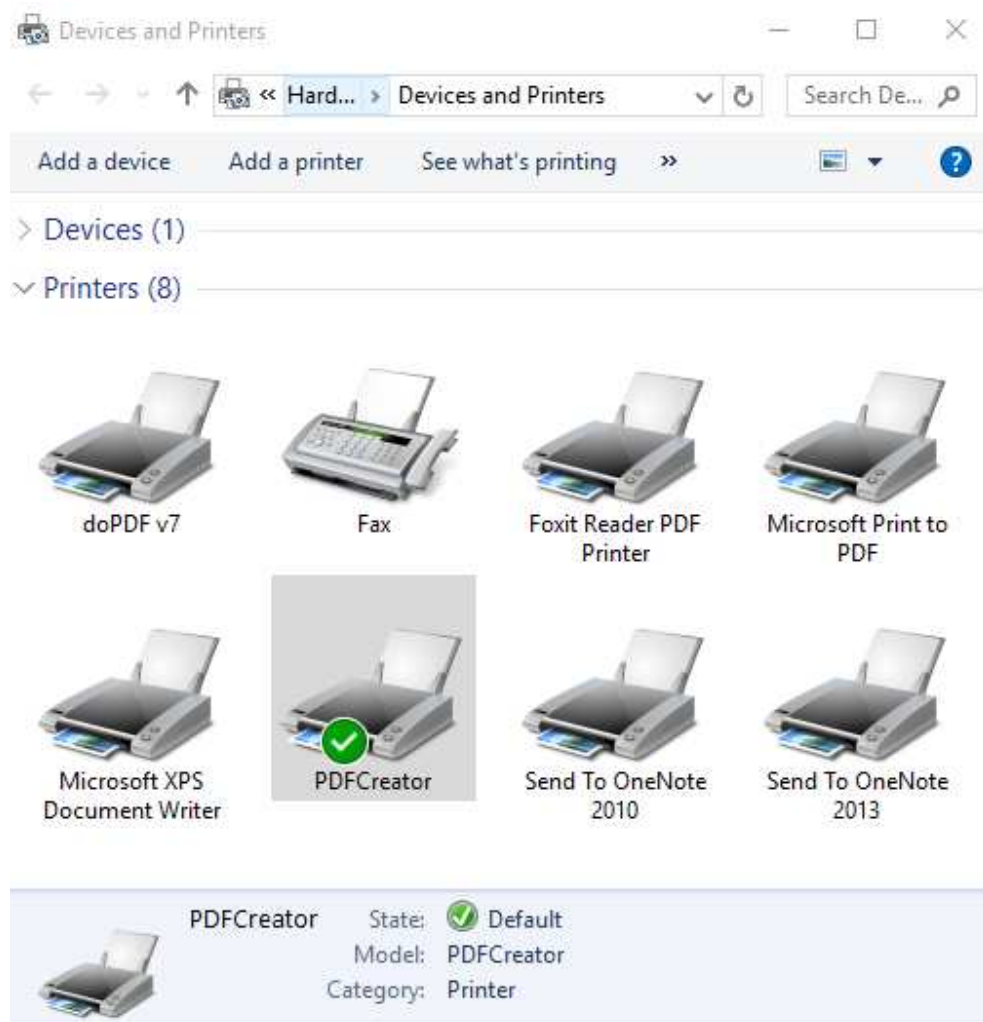 Devices and Printers
« Hard... › Devices and Printers
Search De...
Add a device Add a printer See what's printing »
Devices (1)
Printers (8)
doPDF v7
Fax
Foxit Reader PDF
Printer
Microsoft Print to
PDF
Microsoft XPS
Document Writer
PDFCreator
Send To OneNote
2010
Send To OneNote
2013
PDFCreator State: Default
Model: PDFCreator
Category: Printer